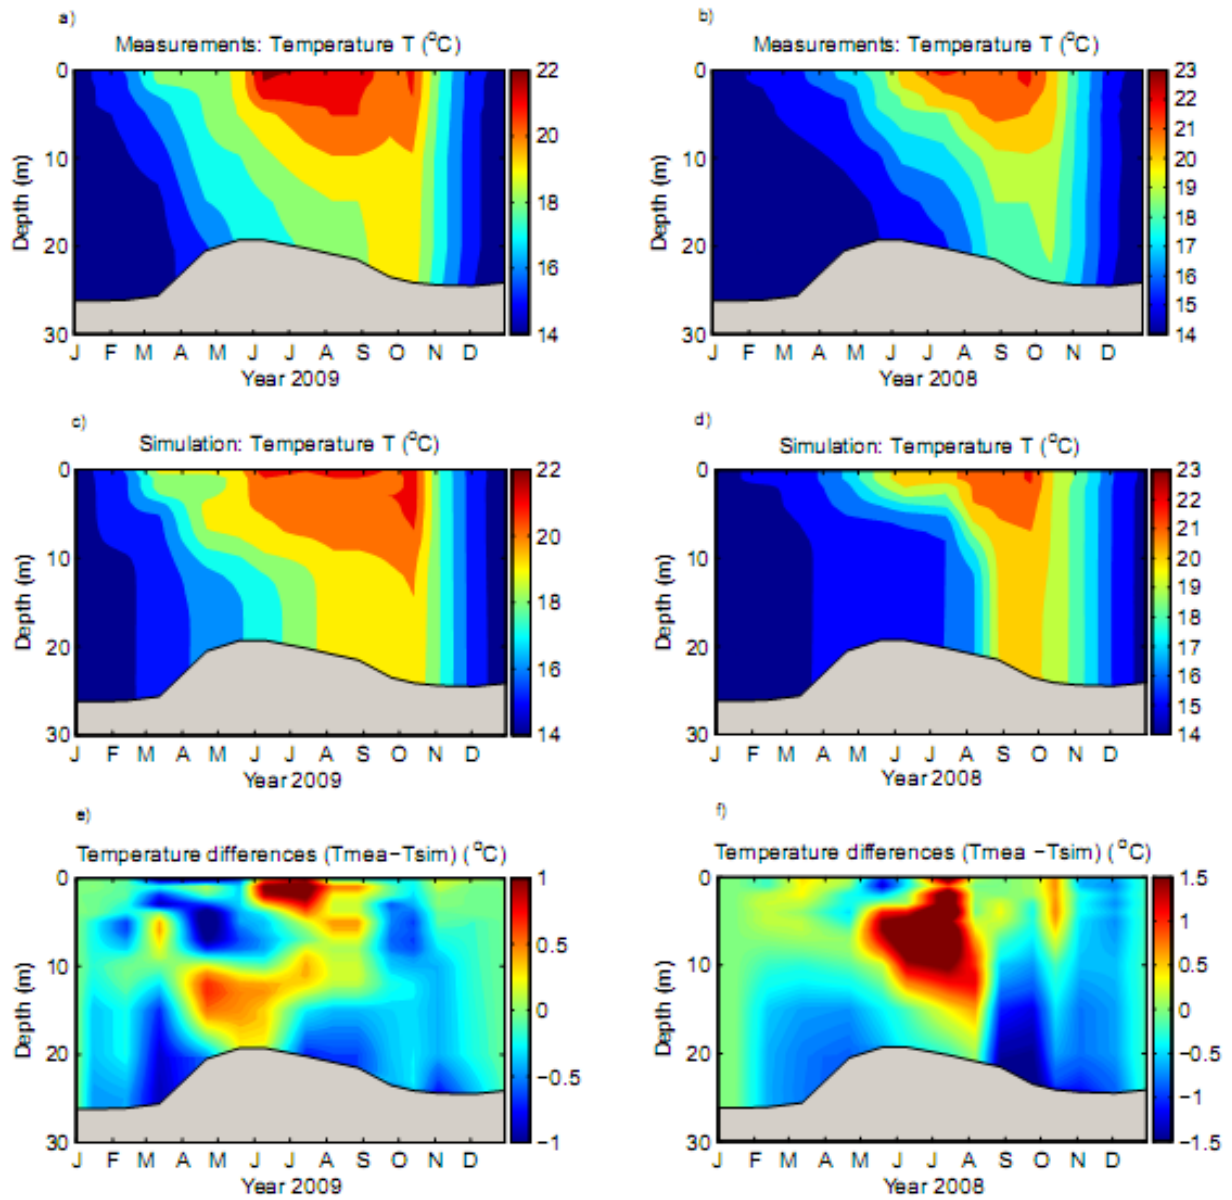 a)
Measurements: Temperature T (°C)
0
10
20
30
Depth (m)
J F M A M J J A S O N D
Year 2009
22
20
18
16
14
b)
Measurements: Temperature T (°C)
0
10
20
30
Depth (m)
J F M A M J J A S O N D
Year 2008
23
22
21
20
19
18
17
16
15
14
c)
Simulation: Temperature T (°C)
0
10
20
30
Depth (m)
J F M A M J J A S O N D
Year 2009
22
20
18
16
14
d)
Simulation: Temperature T (°C)
0
10
20
30
Depth (m)
J F M A M J J A S O N D
Year 2008
23
22
21
20
19
18
17
16
15
14
e)
Temperature differences (Tmea−Tsim) (°C)
0
10
20
30
Depth (m)
J F M A M J J A S O N D
Year 2009
1
0.5
0
−0.5
−1
f)
Temperature differences (Tmea −Tsim) (°C)
0
10
20
30
Depth (m)
J F M A M J J A S O N D
Year 2008
1.5
1
0.5
0
−0.5
−1
−1.5